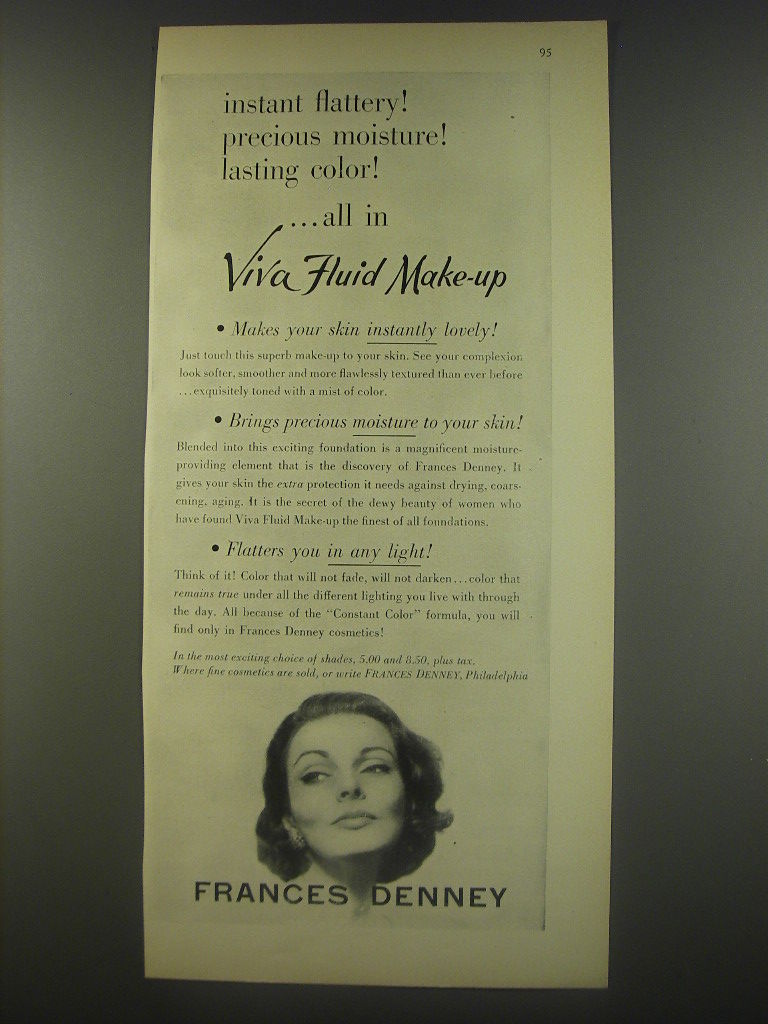 95
instant flattery!
precious moisture!
lasting color!
...all in
Viva Fluid Make-up
• Makes your skin instantly lovely!
Just touch this superb make-up to your skin. See your complexion
look softer, smoother and more flawlessly textured than ever before
...exquisitely toned with a mist of color.
• Brings precious moisture to your skin!
Blended into this exciting foundation is a magnificent moisture-
providing element that is the discovery of Frances Denney. It
gives your skin the extra protection it needs against drying, coars-
ening, aging. It is the secret of the dewy beauty of women who
have found Viva Fluid Make-up the finest of all foundations.
• Flatters you in any light!
Think of it! Color that will not fade, will not darken...color that
remains true under all the different lighting you live with through
the day. All because of the “Constant Color” formula, you will
find only in Frances Denney cosmetics!
In the most exciting choice of shades, 5.00 and 8.50, plus tax.
Where fine cosmetics are sold, or write FRANCES DENNEY, Philadelphia
FRANCES DENNEY